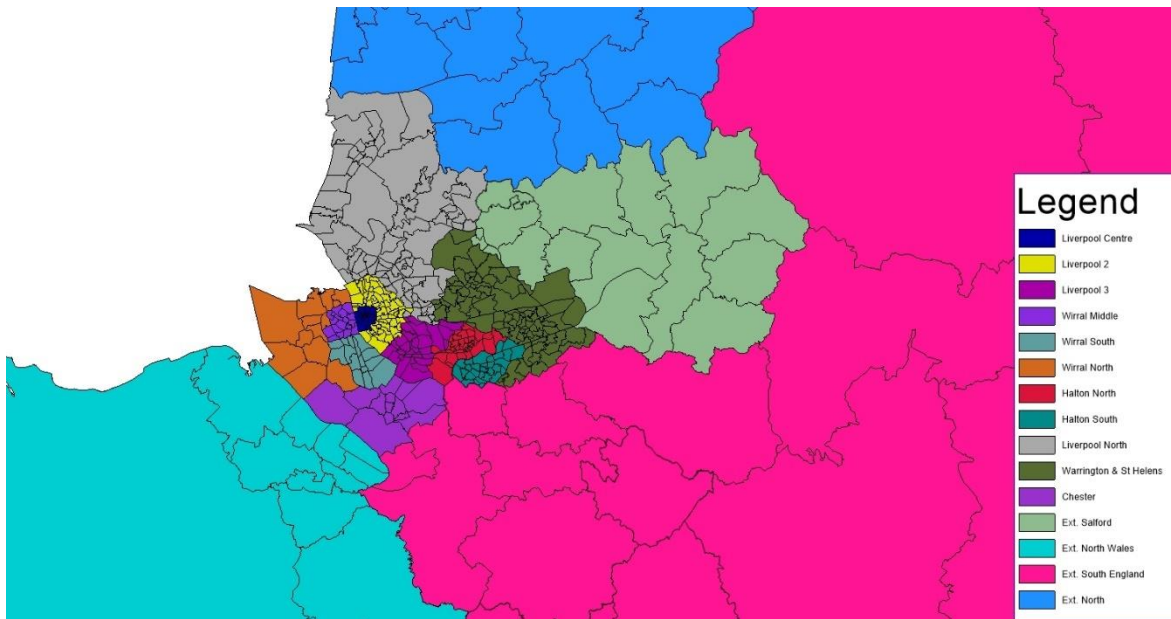 Legend
Liverpool Centre
Liverpool 2
Liverpool 3
Wirral Middle
Wirral South
Wirral North
Halton North
Halton South
Liverpool North
Warrington & St Helens
Chester
Ext. Salford
Ext. North Wales
Ext. South England
Ext. North